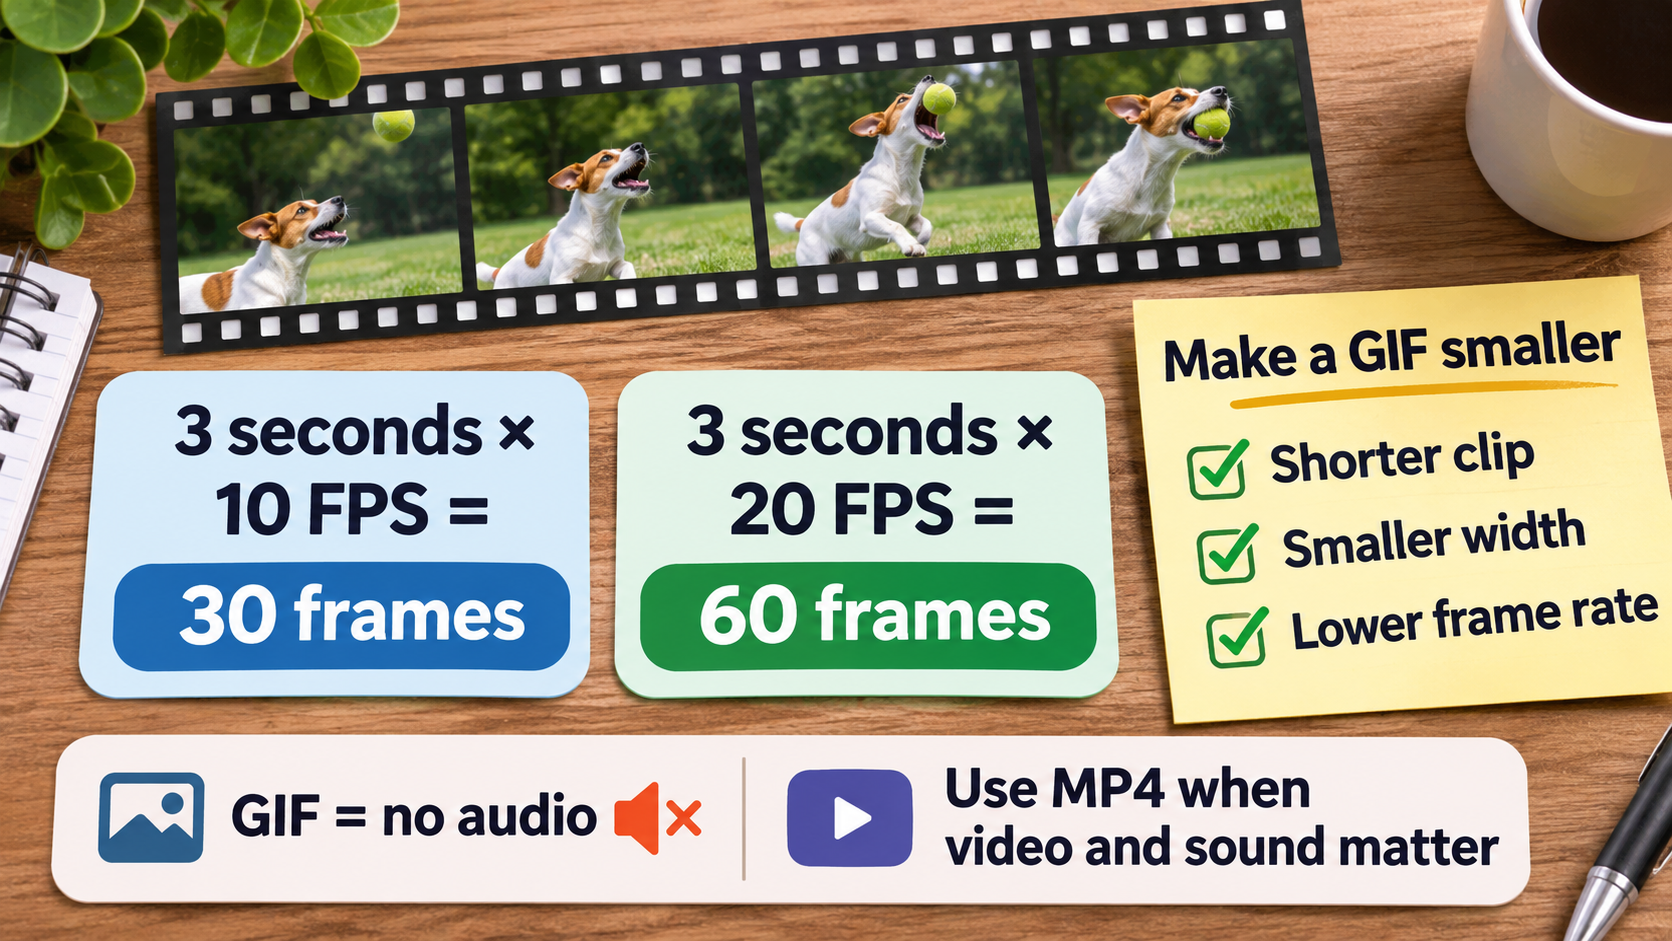 3 seconds ×
10 FPS =
30 frames
3 seconds ×
20 FPS =
60 frames
Make a GIF smaller
Shorter clip
Smaller width
Lower frame rate
GIF = no audio
Use MP4 when
video and sound matter